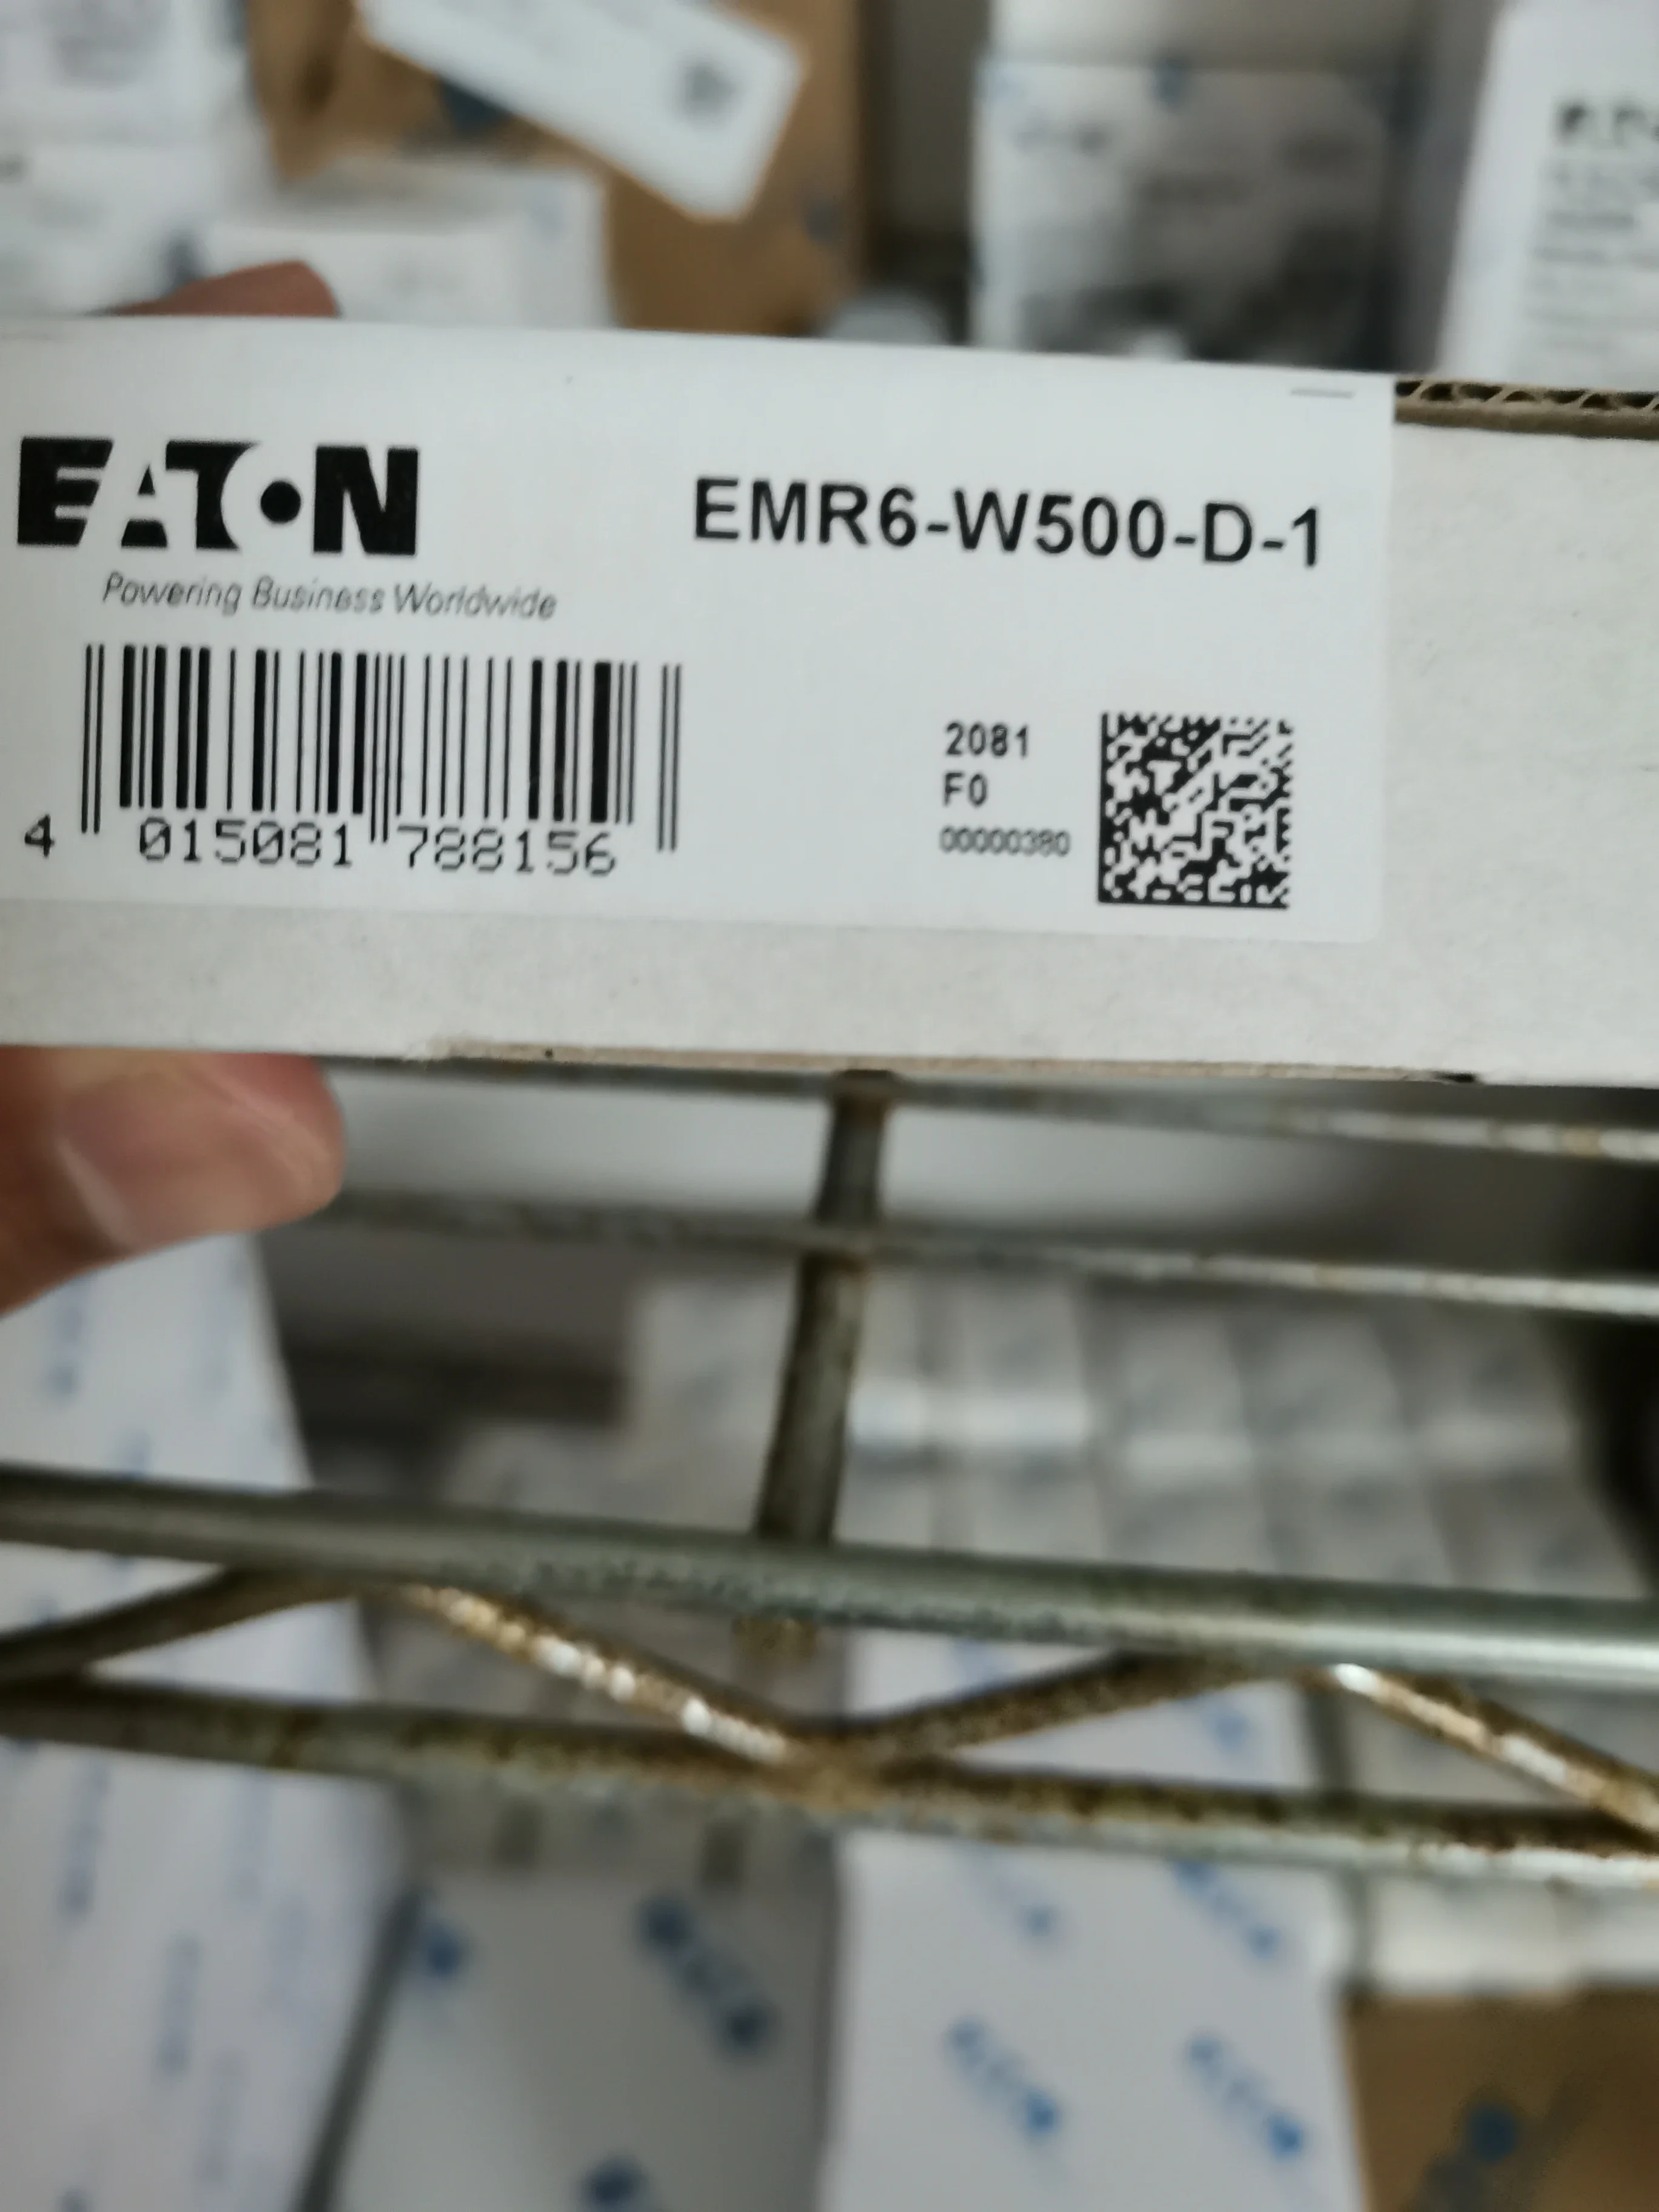 EATON
EMR6-W500-D-1
Powering Business Worldwide
4 015081 788156
2081
F0
00000380